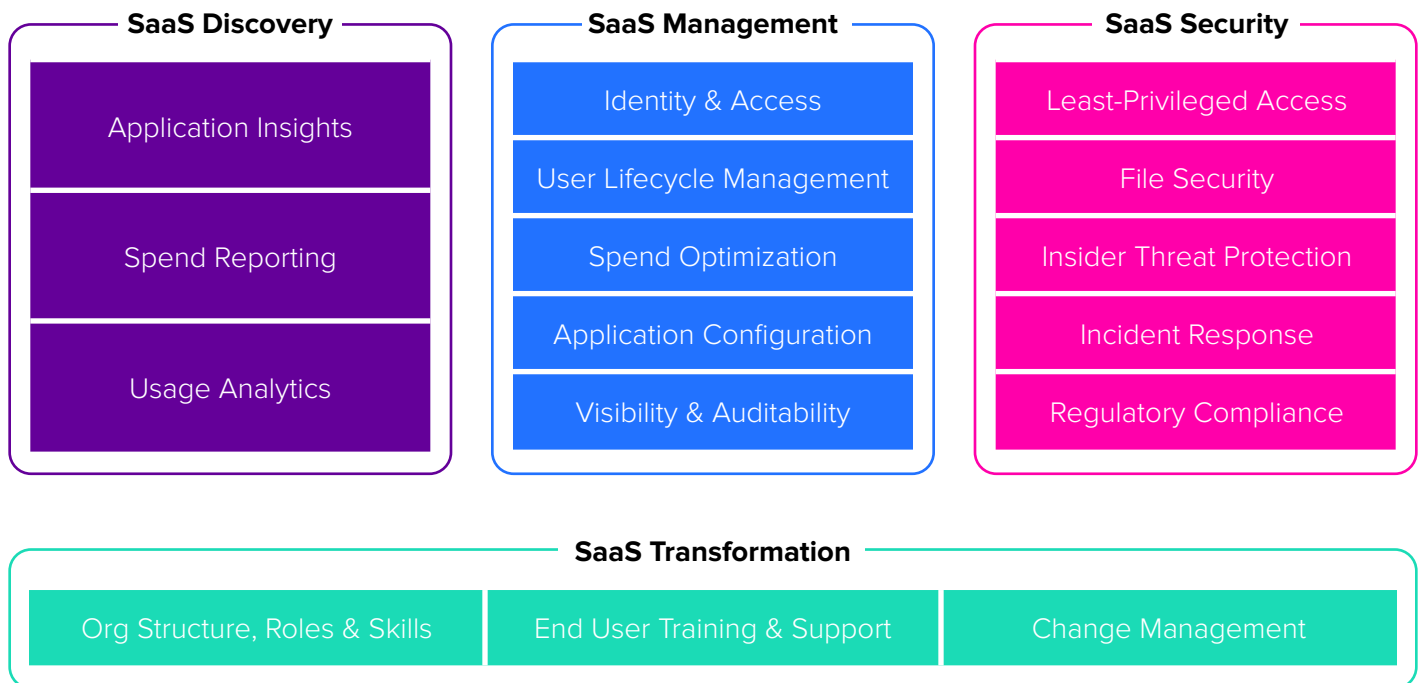 SaaS Discovery
Application Insights
Spend Reporting
Usage Analytics
SaaS Management
Identity & Access
User Lifecycle Management
Spend Optimization
Application Configuration
Visibility & Auditability
SaaS Security
Least-Privileged Access
File Security
Insider Threat Protection
Incident Response
Regulatory Compliance
SaaS Transformation
Org Structure, Roles & Skills
End User Training & Support
Change Management